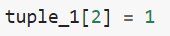 tuple_1[2] = 1